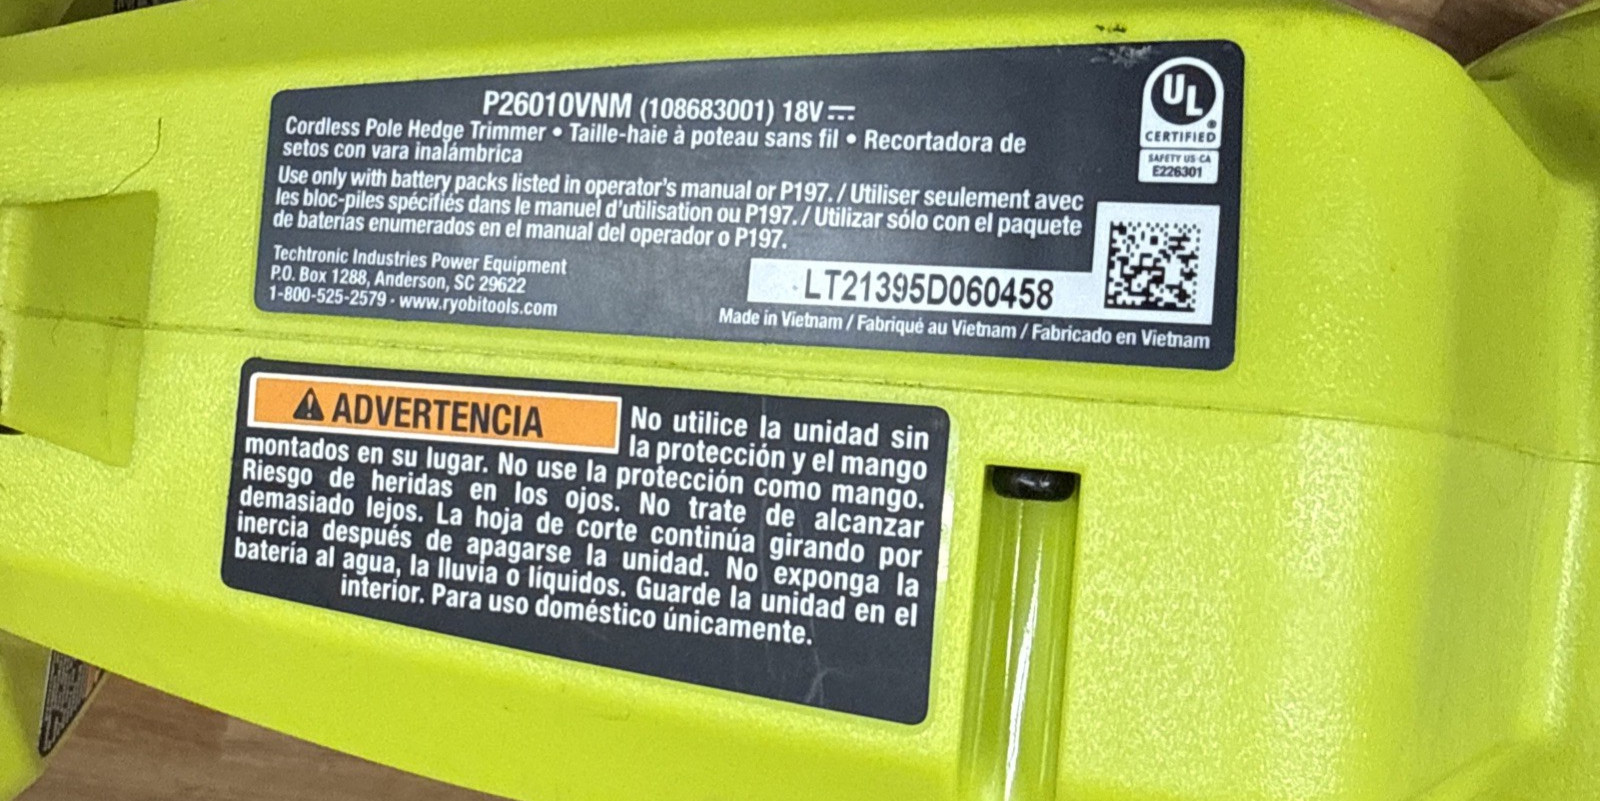 P26010VNM (108683001) 18V ⎓
Cordless Pole Hedge Trimmer • Taille-haie à poteau sans fil • Recortadora de
setos con vara inalámbrica
Use only with battery packs listed in operator's manual or P197. / Utiliser seulement avec
les bloc-piles spécifiés dans le manuel d'utilisation ou P197. / Utilizar sólo con el paquete
de baterías enumerados en el manual del operador o P197.
Techtronic Industries Power Equipment
P.O. Box 1288, Anderson, SC 29622
1-800-525-2579 · www.ryobitools.com
UL
®
CERTIFIED
SAFETY US·CA
E226301
LT21395D060458
Made in Vietnam / Fabriqué au Vietnam / Fabricado en Vietnam
ADVERTENCIA
No utilice la unidad sin
la protección y el mango
montados en su lugar. No use la protección como mango.
Riesgo de heridas en los ojos. No trate de alcanzar
demasiado lejos. La hoja de corte continúa girando por
inercia después de apagarse la unidad. No exponga la
batería al agua, la lluvia o líquidos. Guarde la unidad en el
interior. Para uso doméstico únicamente.